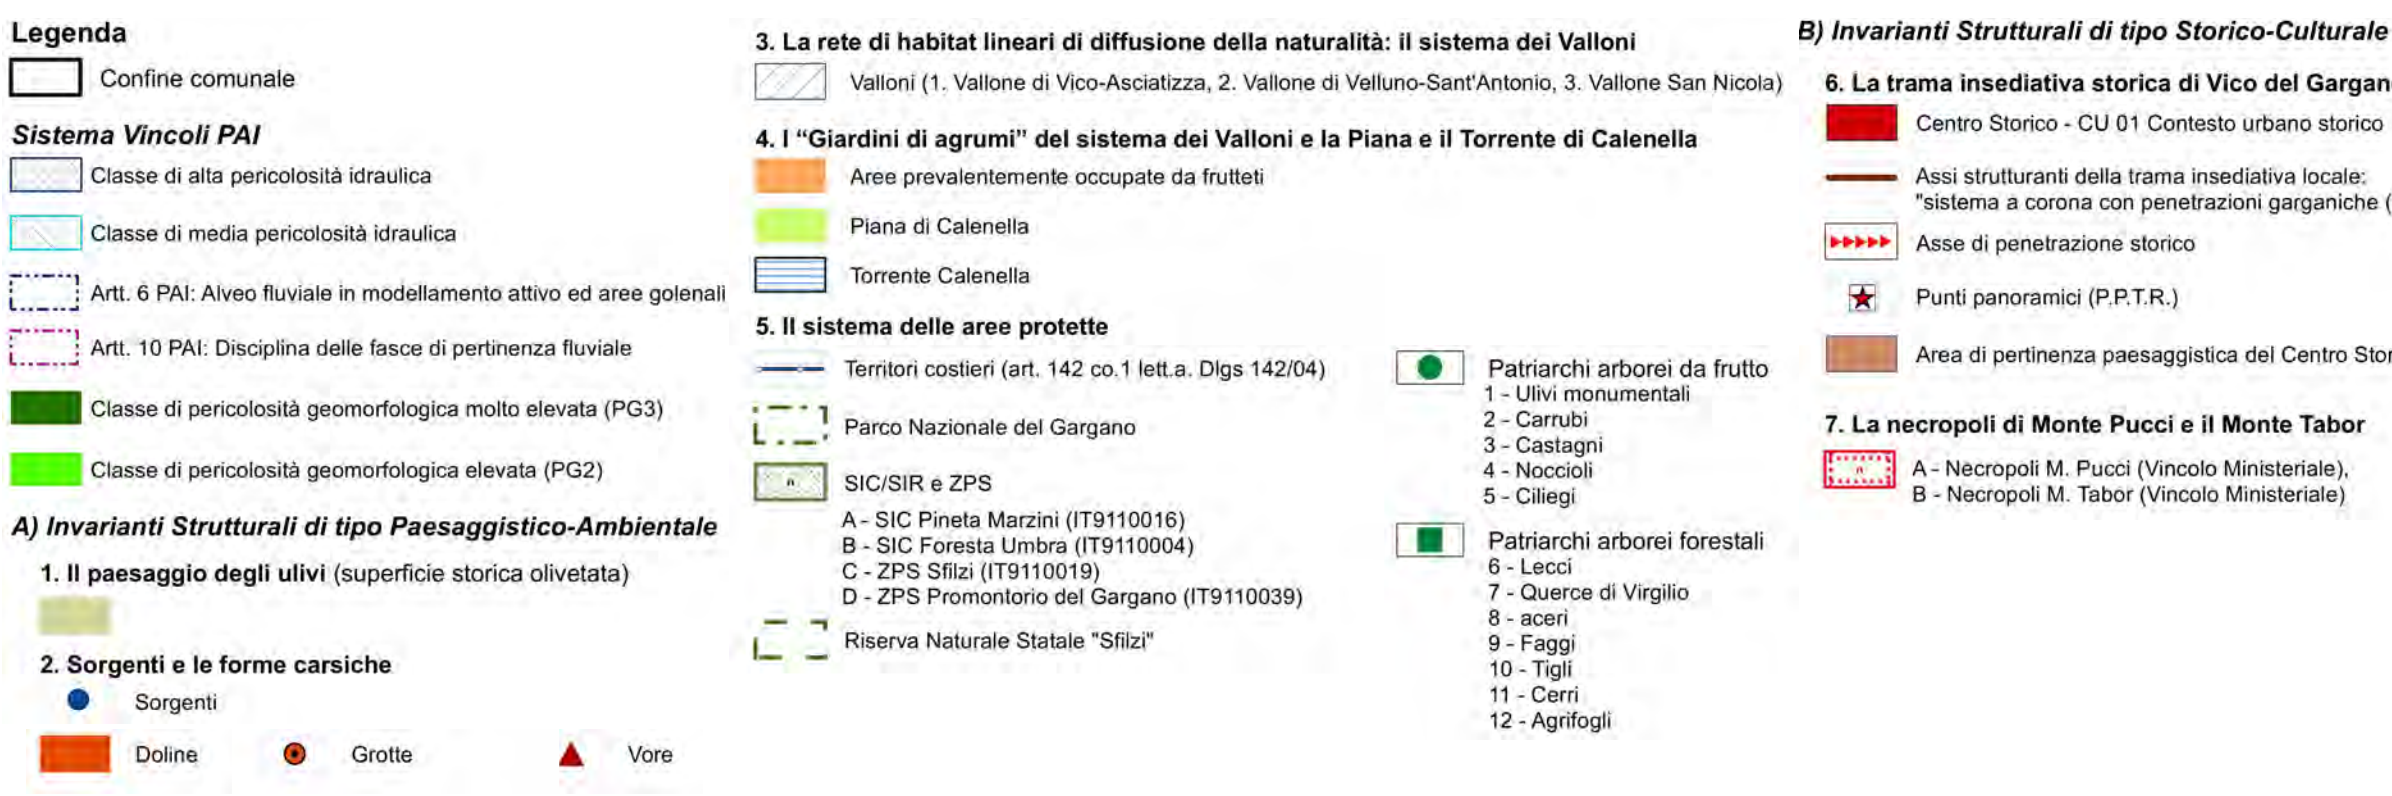 Legenda
Confine comunale
Sistema Vincoli PAI
Classe di alta pericolosità idraulica
Classe di media pericolosità idraulica
Artt. 6 PAI: Alveo fluviale in modellamento attivo ed aree golenali
Artt. 10 PAI: Disciplina delle fasce di pertinenza fluviale
Classe di pericolosità geomorfologica molto elevata (PG3)
Classe di pericolosità geomorfologica elevata (PG2)
A) Invarianti Strutturali di tipo Paesaggistico-Ambientale
1. Il paesaggio degli ulivi (superficie storica olivetata)
2. Sorgenti e le forme carsiche
Sorgenti
Doline
Grotte
Vore
3. La rete di habitat lineari di diffusione della naturalità: il sistema dei Valloni
Valloni (1. Vallone di Vico-Asciatizza, 2. Vallone di Velluno-Sant'Antonio, 3. Vallone San Nicola)
4. I “Giardini di agrumi” del sistema dei Valloni e la Piana e il Torrente di Calenella
Aree prevalentemente occupate da frutteti
Piana di Calenella
Torrente Calenella
5. Il sistema delle aree protette
Territori costieri (art. 142 co.1 lett.a. Dlgs 142/04)
Parco Nazionale del Gargano
n
SIC/SIR e ZPS
A - SIC Pineta Marzini (IT9110016)
B - SIC Foresta Umbra (IT9110004)
C - ZPS Sfilzi (IT9110019)
D - ZPS Promontorio del Gargano (IT9110039)
Riserva Naturale Statale "Sfilzi"
Patriarchi arborei da frutto
1 - Ulivi monumentali
2 - Carrubi
3 - Castagni
4 - Noccioli
5 - Ciliegi
Patriarchi arborei forestali
6 - Lecci
7 - Querce di Virgilio
8 - aceri
9 - Faggi
10 - Tigli
11 - Cerri
12 - Agrifogli
B) Invarianti Strutturali di tipo Storico-Culturale
6. La trama insediativa storica di Vico del Gargan
Centro Storico - CU 01 Contesto urbano storico
Assi strutturanti della trama insediativa locale:
"sistema a corona con penetrazioni garganiche (
Asse di penetrazione storico
Punti panoramici (P.P.T.R.)
Area di pertinenza paesaggistica del Centro Stor
7. La necropoli di Monte Pucci e il Monte Tabor
n
A - Necropoli M. Pucci (Vincolo Ministeriale),
B - Necropoli M. Tabor (Vincolo Ministeriale)